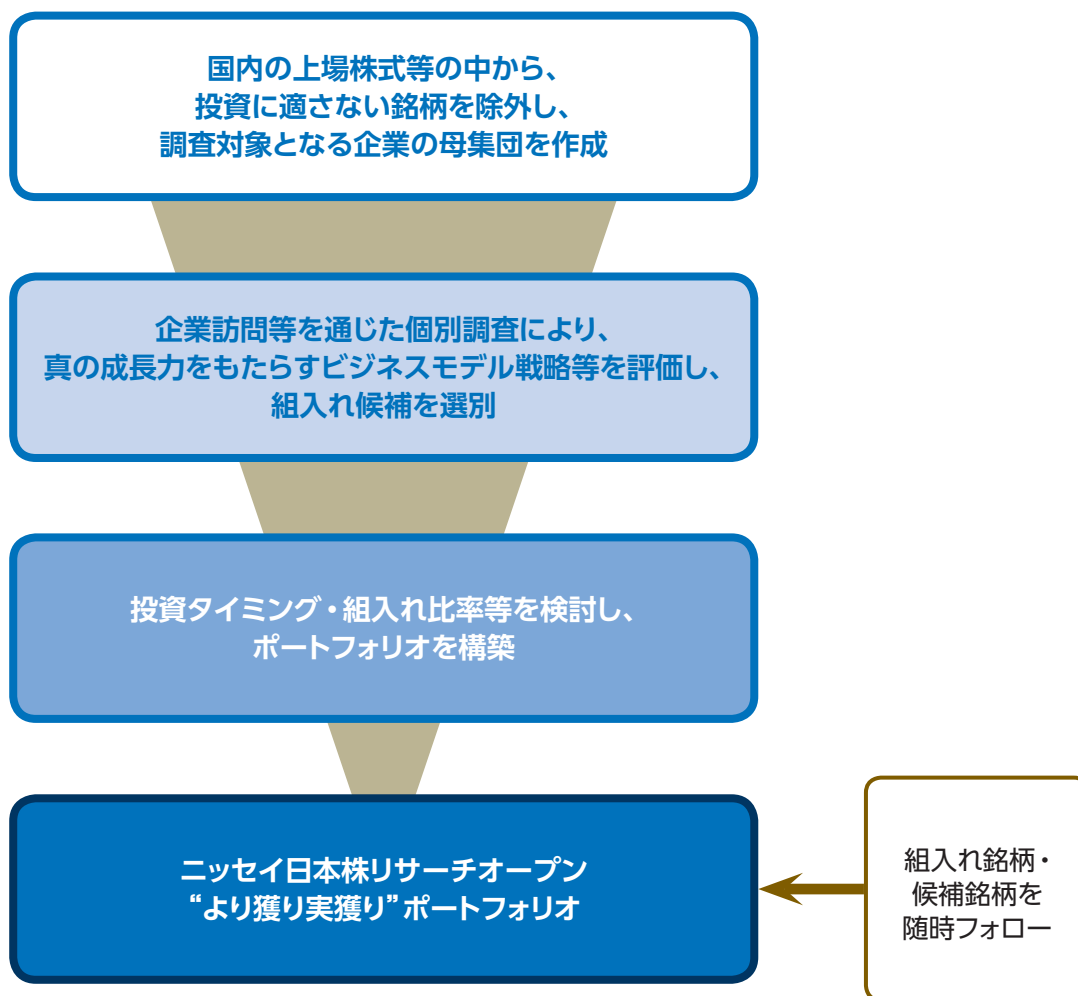 国内の上場株式等の中から、
投資に適さない銘柄を除外し、
調査対象となる企業の母集団を作成
企業訪問等を通じた個別調査により、
真の成長力をもたらすビジネスモデル戦略等を評価し、
組入れ候補を選別
投資タイミング・組入れ比率等を検討し、
ポートフォリオを構築
ニッセイ日本株リサーチオープン
“より獲り実獲り”ポートフォリオ
組入れ銘柄・
候補銘柄を
随時フォロー